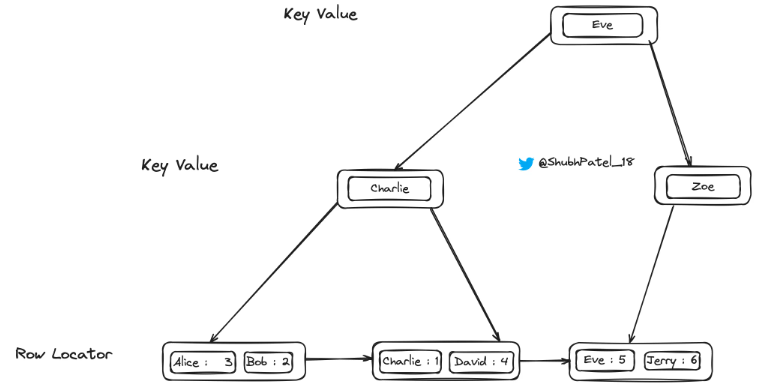 Key Value
Eve
Key Value
@ShubhPatel_18
Charlie
Zoe
Row Locator
Alice : 3
Bob : 2
Charlie : 1
David : 4
Eve : 5
Jerry : 6